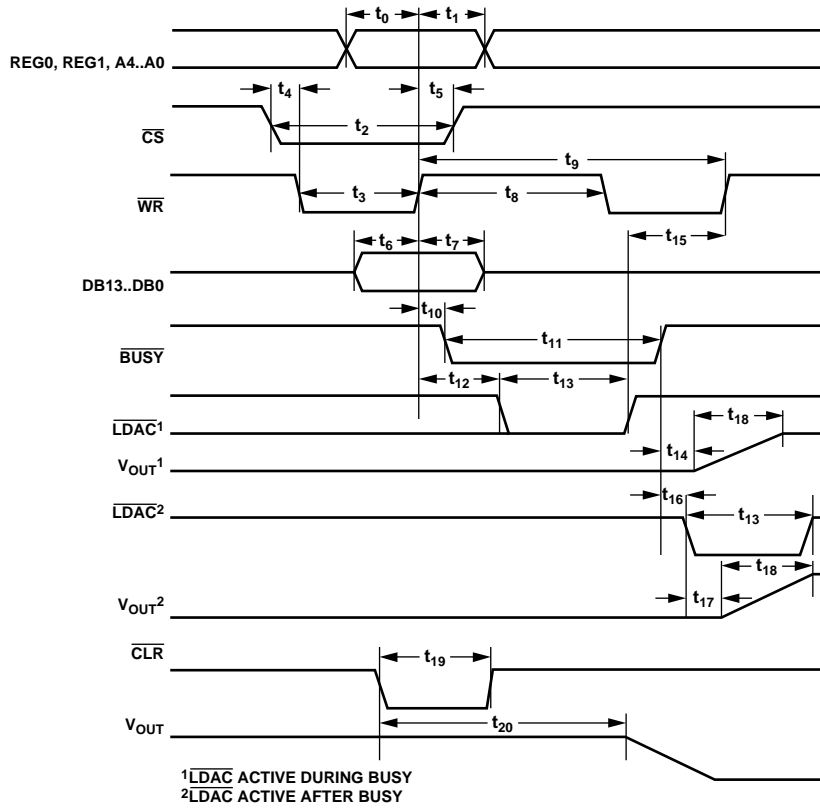 t0 t1
REG0, REG1, A4..A0
t4 t5
t2
CS
t9
WR
t3 t8
t15
t6 t7
DB13..DB0
t10
t11
BUSY
t12 t13
t18
LDAC1
t14
VOUT1
t16
LDAC2
t13
t18
t17
VOUT2
CLR
t19
VOUT
t20
1LDAC ACTIVE DURING BUSY
2LDAC ACTIVE AFTER BUSY